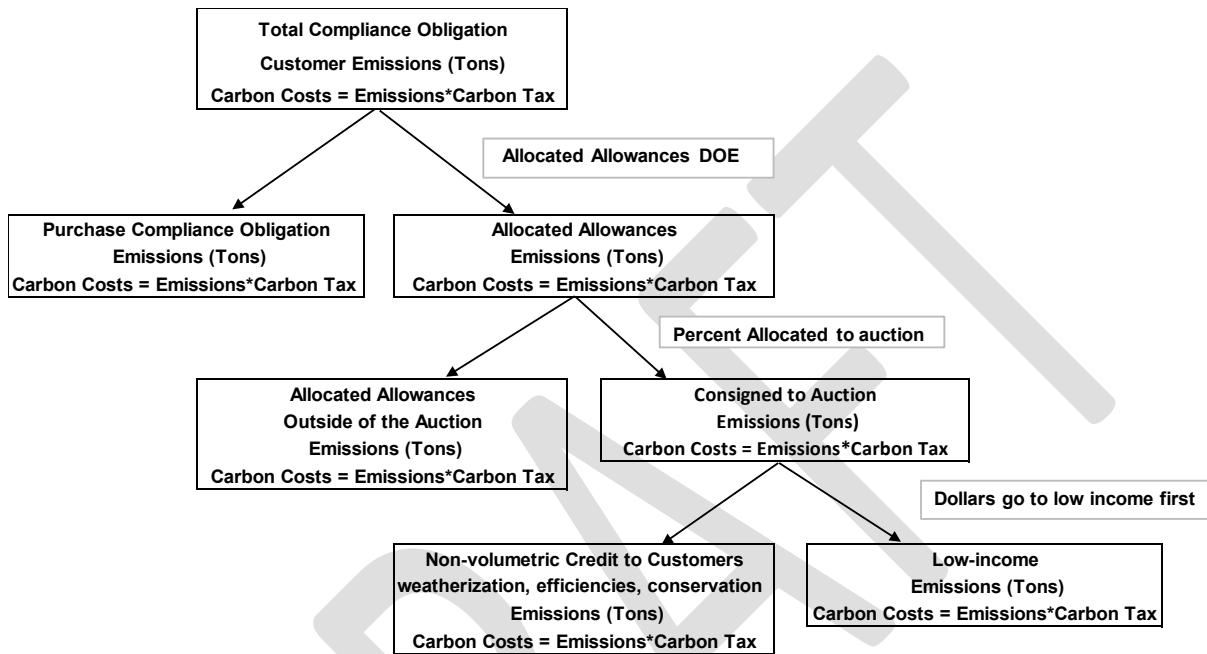 Total Compliance Obligation
Customer Emissions (Tons)
Carbon Costs = Emissions*Carbon Tax
Allocated Allowances DOE
Purchase Compliance Obligation
Emissions (Tons)
Carbon Costs = Emissions*Carbon Tax
Allocated Allowances
Emissions (Tons)
Carbon Costs = Emissions*Carbon Tax
Percent Allocated to auction
Allocated Allowances
Outside of the Auction
Emissions (Tons)
Carbon Costs = Emissions*Carbon Tax
Consigned to Auction
Emissions (Tons)
Carbon Costs = Emissions*Carbon Tax
Dollars go to low income first
Non-volumetric Credit to Customers
weatherization, efficiencies, conservation
Emissions (Tons)
Carbon Costs = Emissions*Carbon Tax
Low-income
Emissions (Tons)
Carbon Costs = Emissions*Carbon Tax
DRAFT